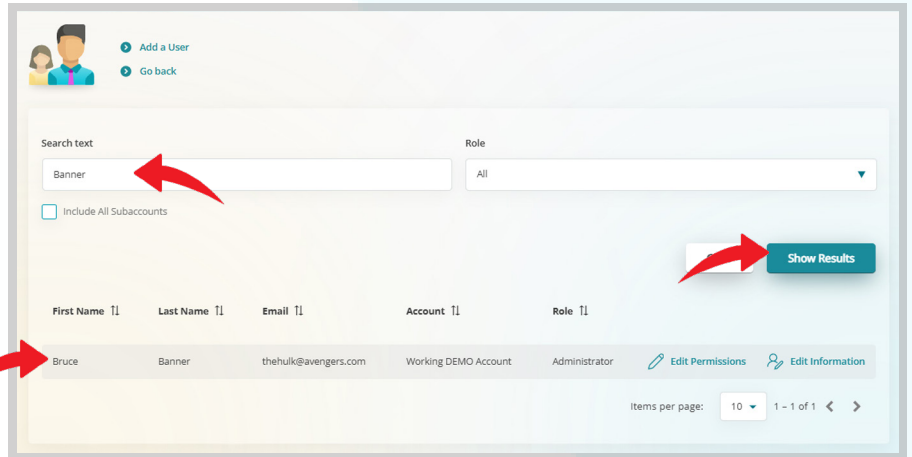 Add a User
Go back
Search text
Role
Banner
All
Include All Subaccounts
Show Results
First Name Last Name Email Account Role
Bruce Banner thehulk@avengers.com Working DEMO Account Administrator Edit Permissions Edit Information
Items per page: 10 1 – 1 of 1